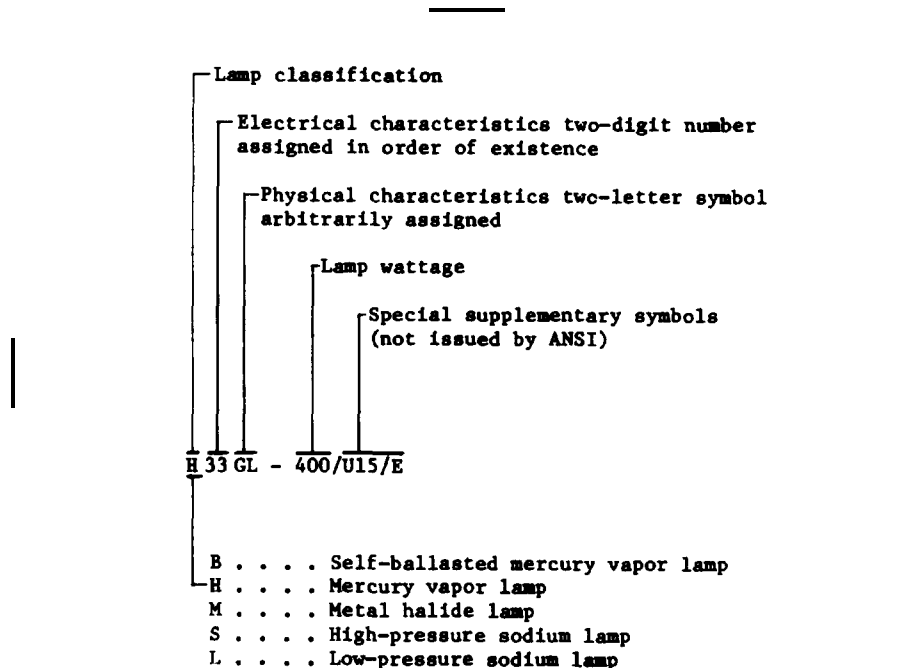 Lamp classification
Electrical characteristics two-digit number
assigned in order of existence
Physical characteristics two-letter symbol
arbitrarily assigned
Lamp wattage
Special supplementary symbols
(not issued by ANSI)
H 33 GL - 400/U15/E
B . . . . Self-ballasted mercury vapor lamp
H . . . . Mercury vapor lamp
M . . . . Metal halide lamp
S . . . . High-pressure sodium lamp
L . . . . Low-pressure sodium lamp